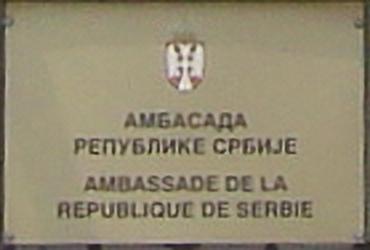 АМБАСАДА
РЕПУБЛИКЕ СРБИЈЕ
AMBASSADE DE LA
REPUBLIQUE DE SERBIE